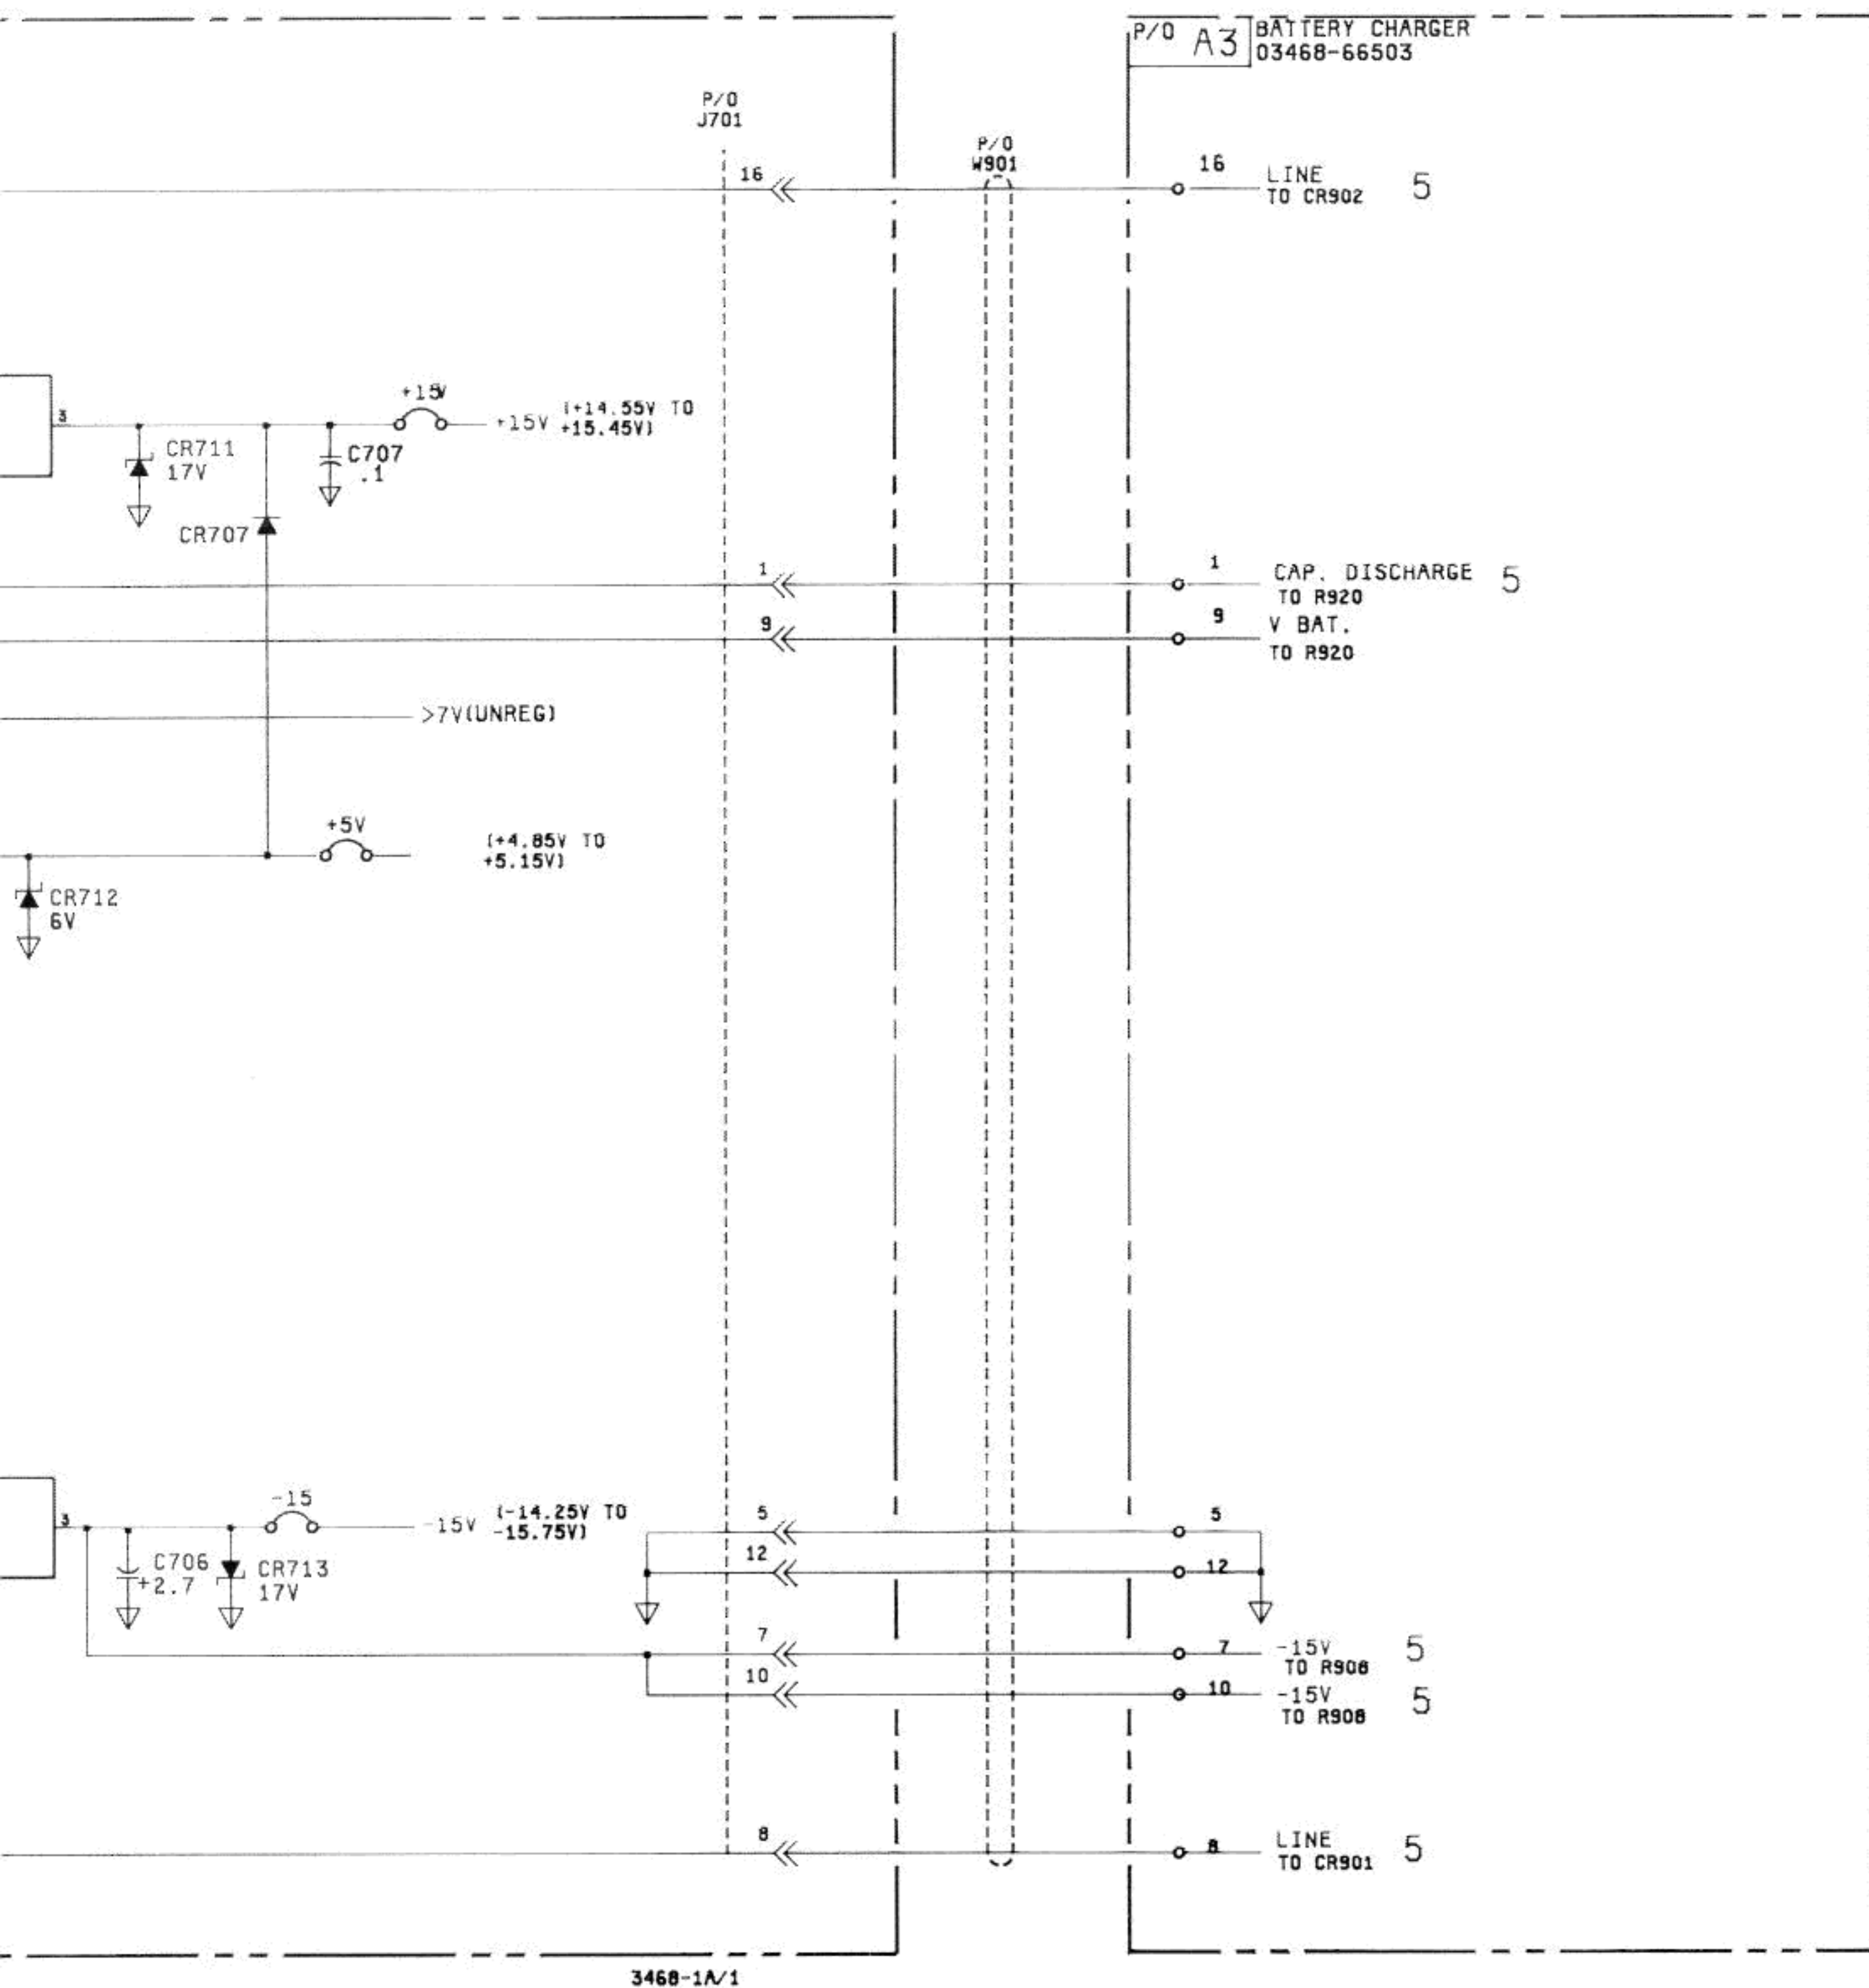 P/O A3 BATTERY CHARGER
03468-66503
P/O
J701
P/O
W901
16
16
LINE
TO CR902
5
+15V
3
+15V
(+14.55V TO
+15.45V)
CR711
17V
C707
.1
CR707
1
1
CAP. DISCHARGE
TO R920
5
9
9
V BAT.
TO R920
>7V(UNREG)
+5V
(+4.85V TO
+5.15V)
CR712
6V
-15
3
-15V
(-14.25V TO
-15.75V)
C706
+2.7
CR713
17V
5
5
12
12
7
7
-15V
TO R908
5
10
10
-15V
TO R908
5
8
8
LINE
TO CR901
5
3468-1A/1